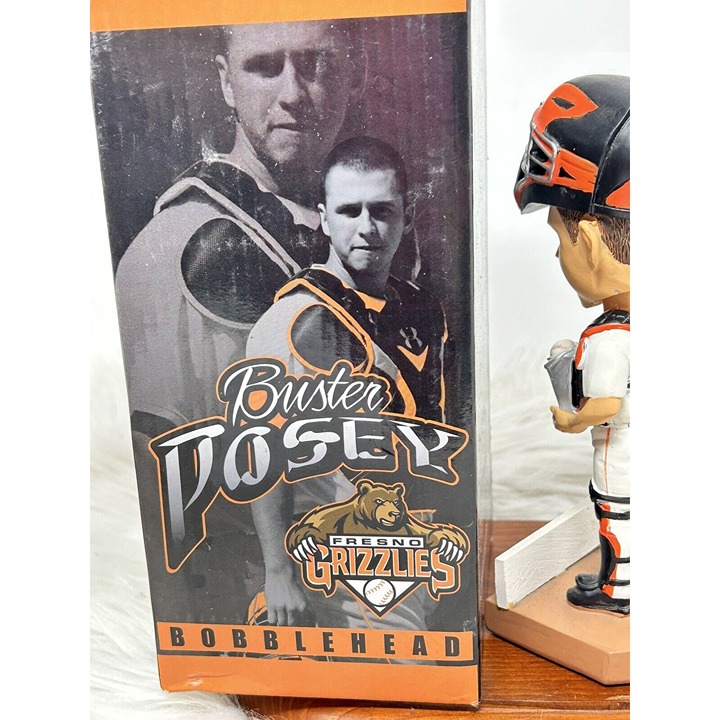 Buster
POSEY
FRESNO
GRIZZLIES
BOBBLEHEAD